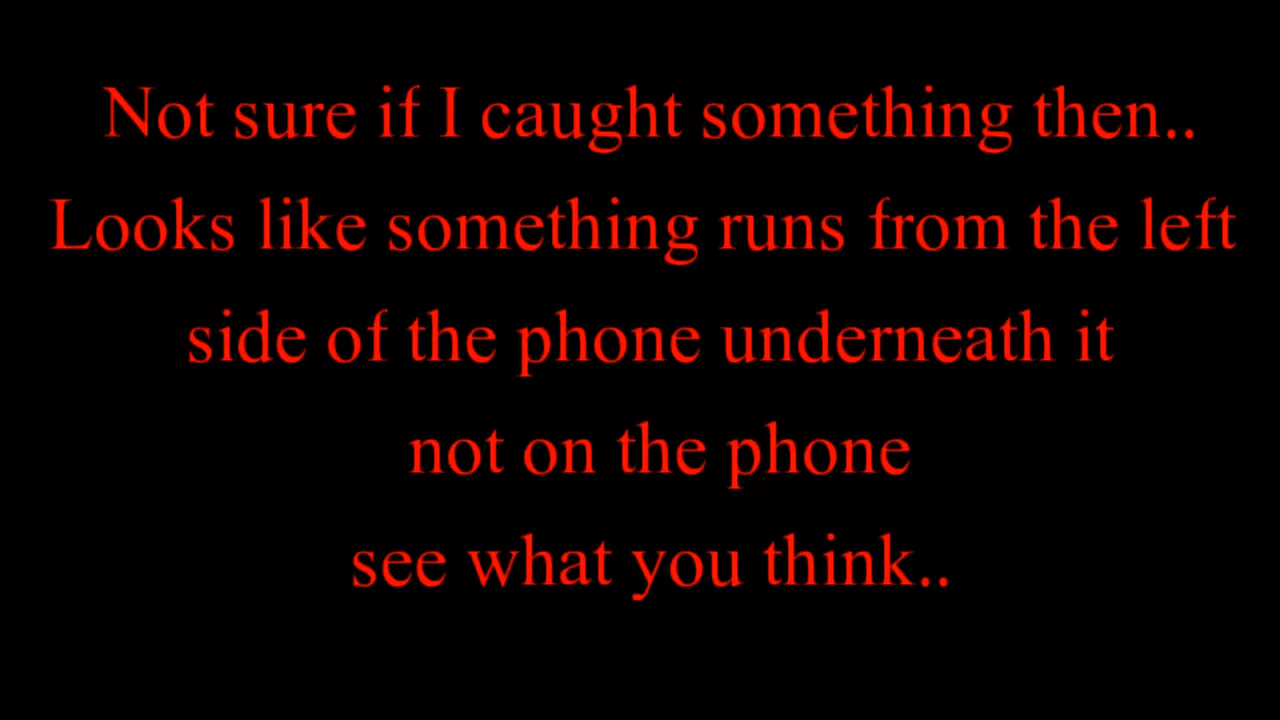 Not sure if I caught something then..
Looks like something runs from the left
side of the phone underneath it
not on the phone
see what you think..